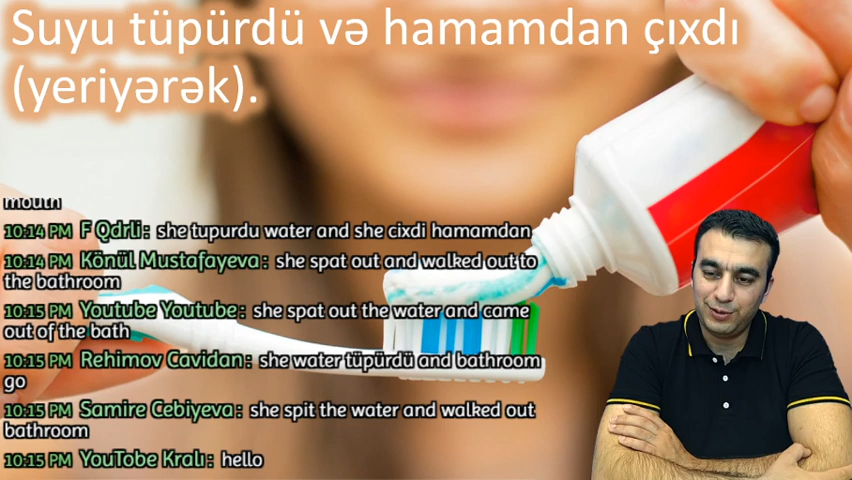 Suyu tüpürdü və hamamdan çıxdı
(yeriyərək).
mouth
10:14 PM F Qdrli: she tupurdu water and she cixdi hamamdan
10:14 PM Könül Mustafayeva: she spat out and walked out to
the bathroom
10:15 PM Youtube Youtube: she spat out the water and came
out of the bath
10:15 PM Rehimov Cavidan: she water tüpürdü and bathroom
go
10:15 PM Samire Cebiyeva: she spit the water and walked out
bathroom
10:15 PM YouTobe Kralı: hello